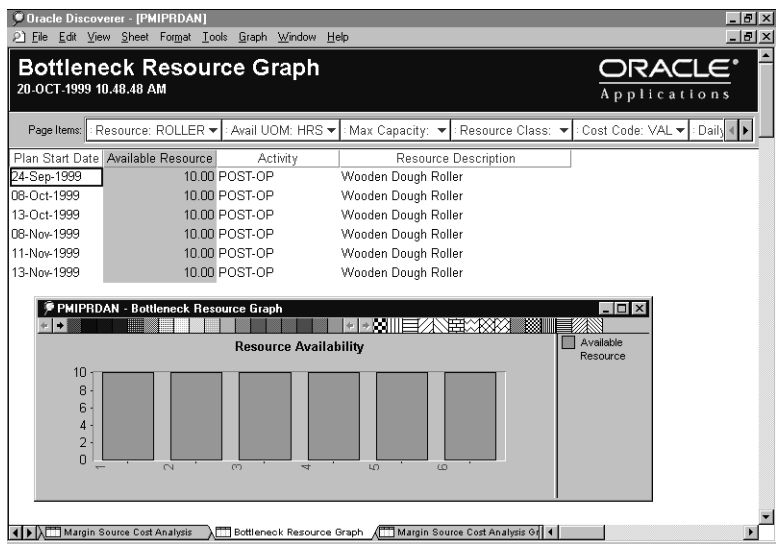 Oracle Discoverer - [PMIPRDAN]
File Edit View Sheet Format Tools Graph Window Help
Bottleneck Resource Graph
20-OCT-1999 10.48.48 AM
ORACLE
Applications
Page Items: Resource: ROLLER Avail UOM: HRS Max Capacity: Resource Class: Cost Code: VAL Daily
Plan Start Date Available Resource Activity Resource Description
24-Sep-1999 10.00 POST-OP Wooden Dough Roller
08-Oct-1999 10.00 POST-OP Wooden Dough Roller
13-Oct-1999 10.00 POST-OP Wooden Dough Roller
08-Nov-1999 10.00 POST-OP Wooden Dough Roller
11-Nov-1999 10.00 POST-OP Wooden Dough Roller
13-Nov-1999 10.00 POST-OP Wooden Dough Roller
PMIPRDAN - Bottleneck Resource Graph
Resource Availability
Available
Resource
10
8
6
4
2
0
1 2 3 4 5 6
Margin Source Cost Analysis Bottleneck Resource Graph Margin Source Cost Analysis Gr